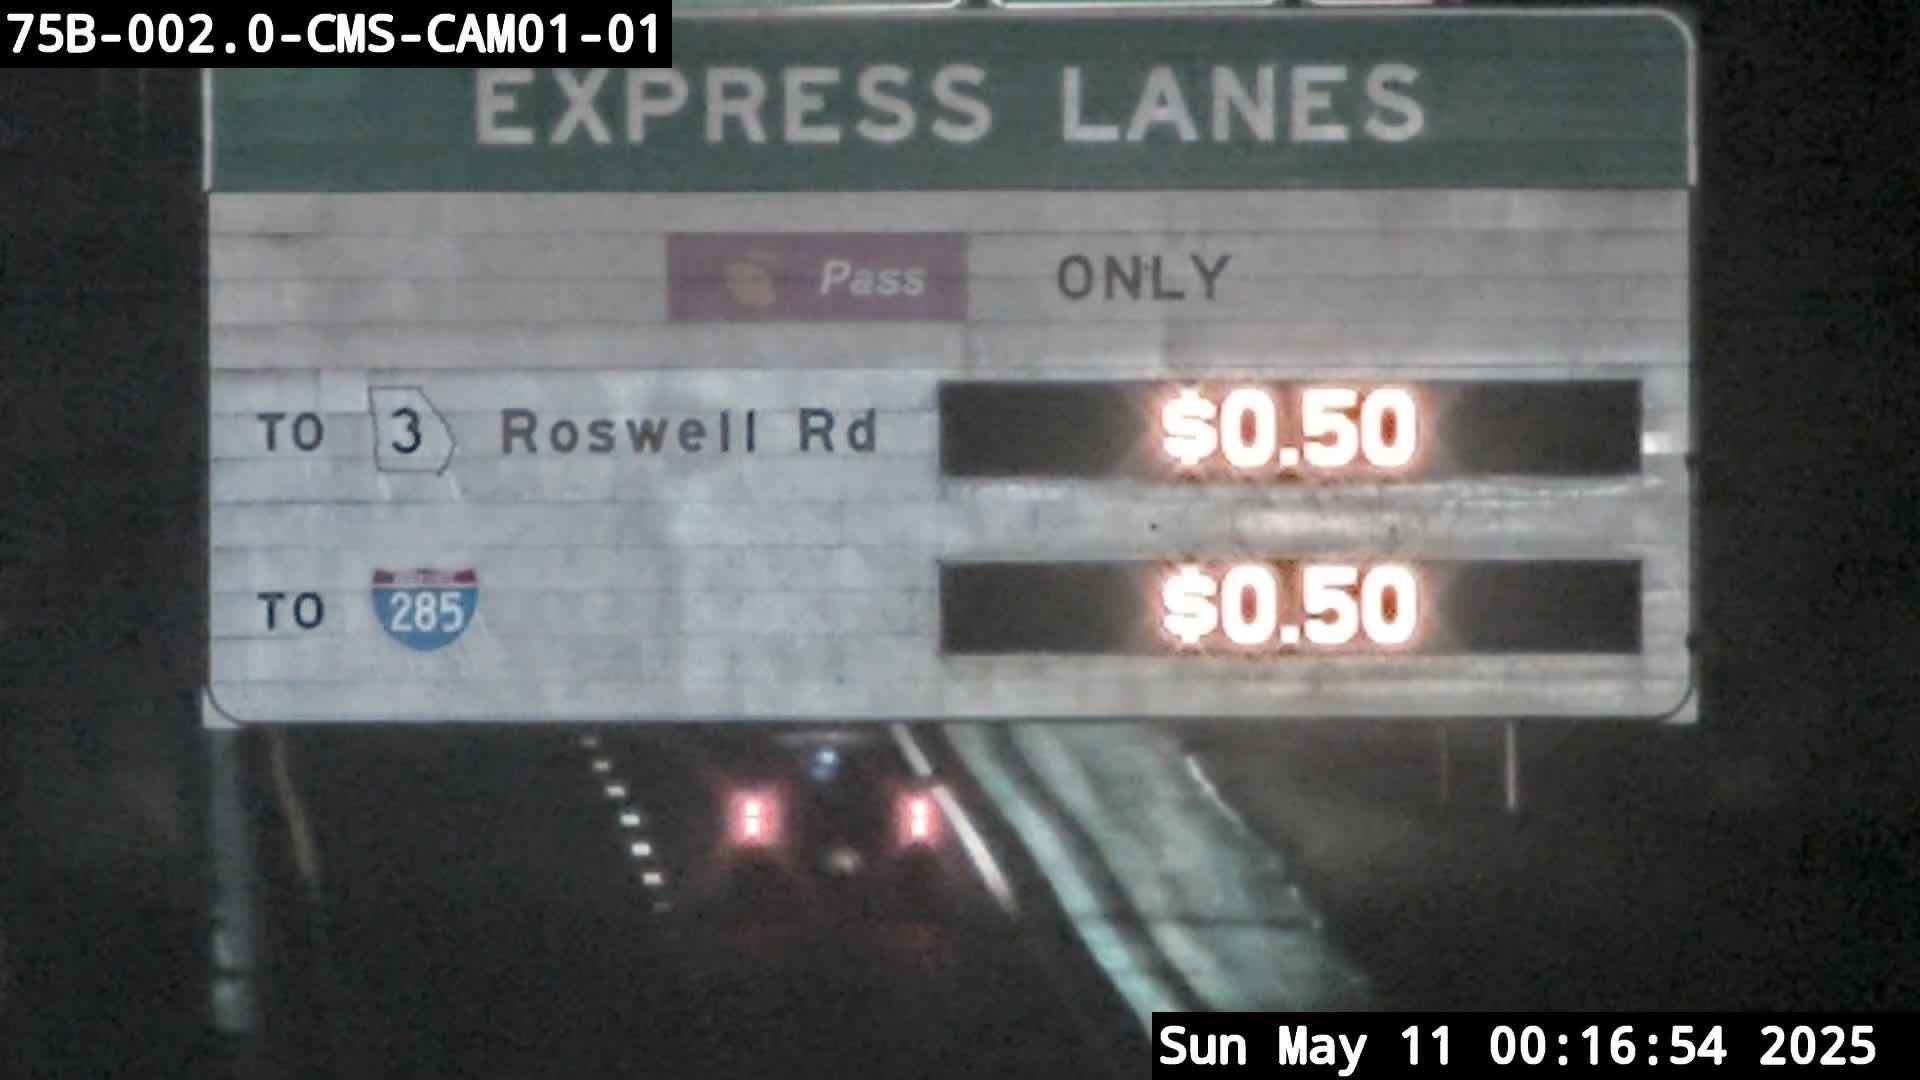 75B-002.0-CMS-CAM01-01
EXPRESS LANES
Pass ONLY
TO 3 Roswell Rd $0.50
TO 285 $0.50
Sun May 11 00:16:54 2025